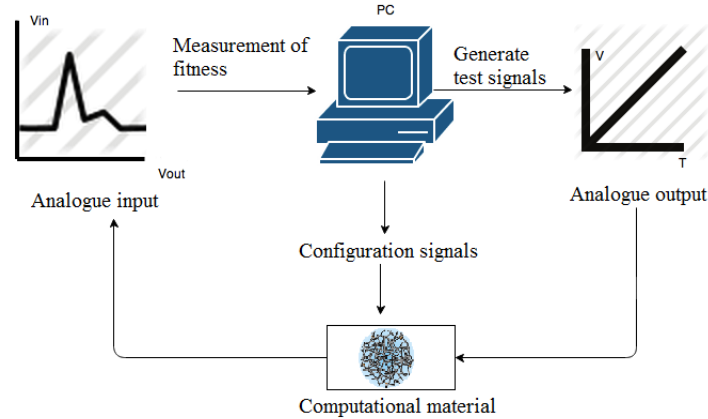 Vin
Measurement of
fitness
PC
Generate
test signals
V
T
Vout
Analogue input
Analogue output
Configuration signals
Computational material